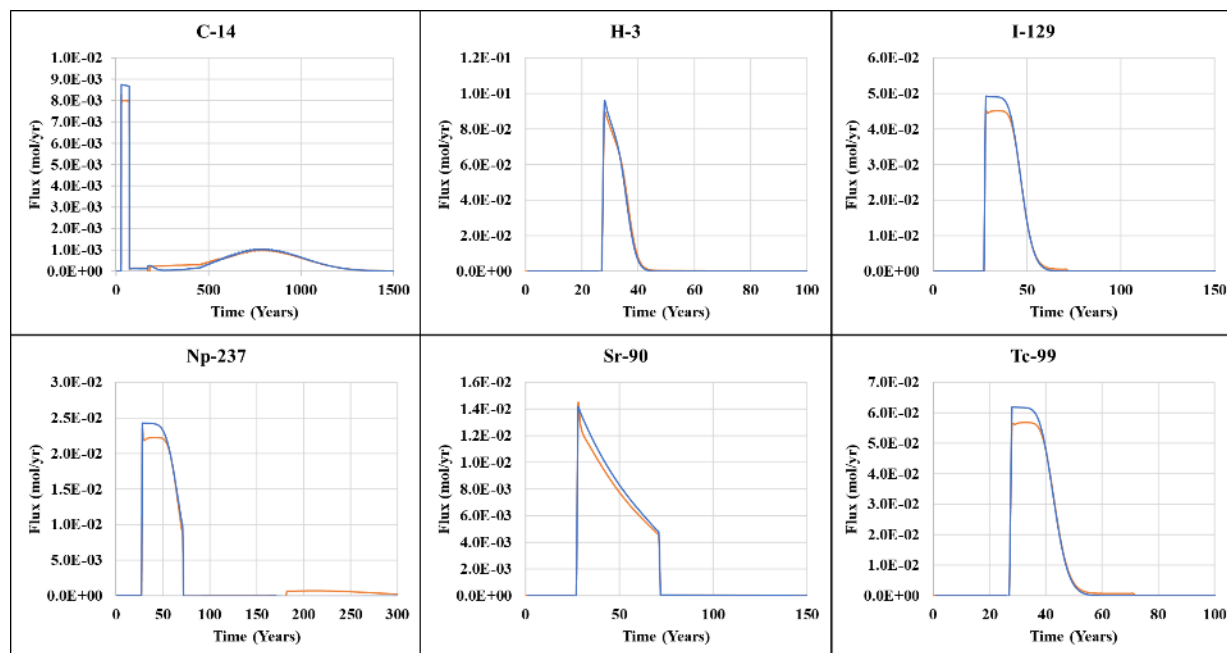 C-14
Flux (mol/yr)
1.0E-02
9.0E-03
8.0E-03
7.0E-03
6.0E-03
5.0E-03
4.0E-03
3.0E-03
2.0E-03
1.0E-03
0.0E+00
0 500 1000 1500
Time (Years)
H-3
Flux (mol/yr)
1.2E-01
1.0E-01
8.0E-02
6.0E-02
4.0E-02
2.0E-02
0.0E+00
0 20 40 60 80 100
Time (Years)
I-129
Flux (mol/yr)
6.0E-02
5.0E-02
4.0E-02
3.0E-02
2.0E-02
1.0E-02
0.0E+00
0 50 100 150
Time (Years)
Np-237
Flux (mol/yr)
3.0E-02
2.5E-02
2.0E-02
1.5E-02
1.0E-02
5.0E-03
0.0E+00
0 50 100 150 200 250 300
Time (Years)
Sr-90
Flux (mol/yr)
1.6E-02
1.4E-02
1.2E-02
1.0E-02
8.0E-03
6.0E-03
4.0E-03
2.0E-03
0.0E+00
0 50 100 150
Time (Years)
Tc-99
Flux (mol/yr)
7.0E-02
6.0E-02
5.0E-02
4.0E-02
3.0E-02
2.0E-02
1.0E-02
0.0E+00
0 20 40 60 80 100
Time (Years)